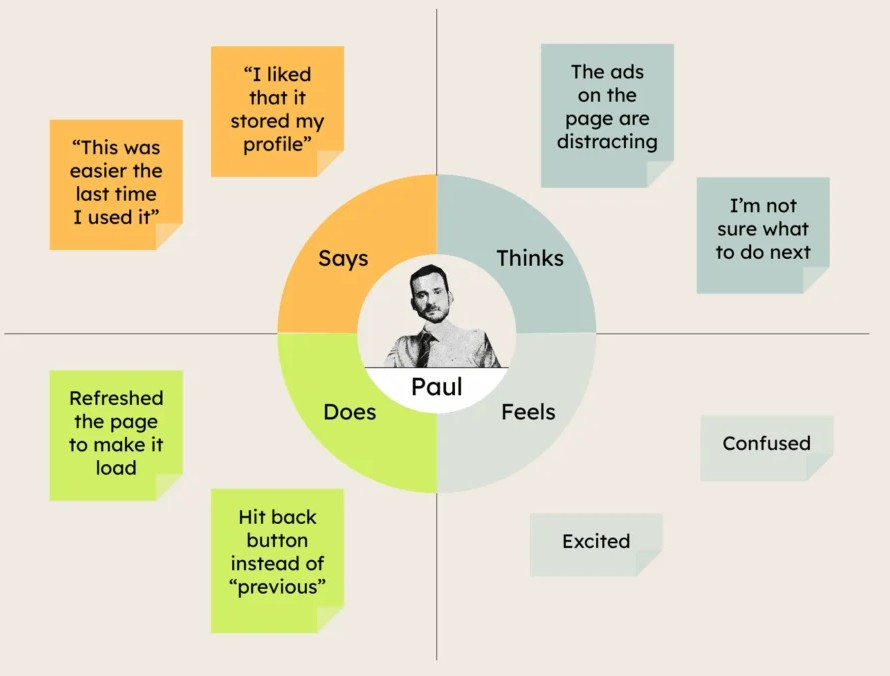 “I liked
that it
stored my
profile”
“This was
easier the
last time
I used it”
The ads
on the
page are
distracting
I’m not
sure what
to do next
Says
Thinks
Paul
Does
Feels
Refreshed
the page
to make it
load
Hit back
button
instead of
“previous”
Confused
Excited